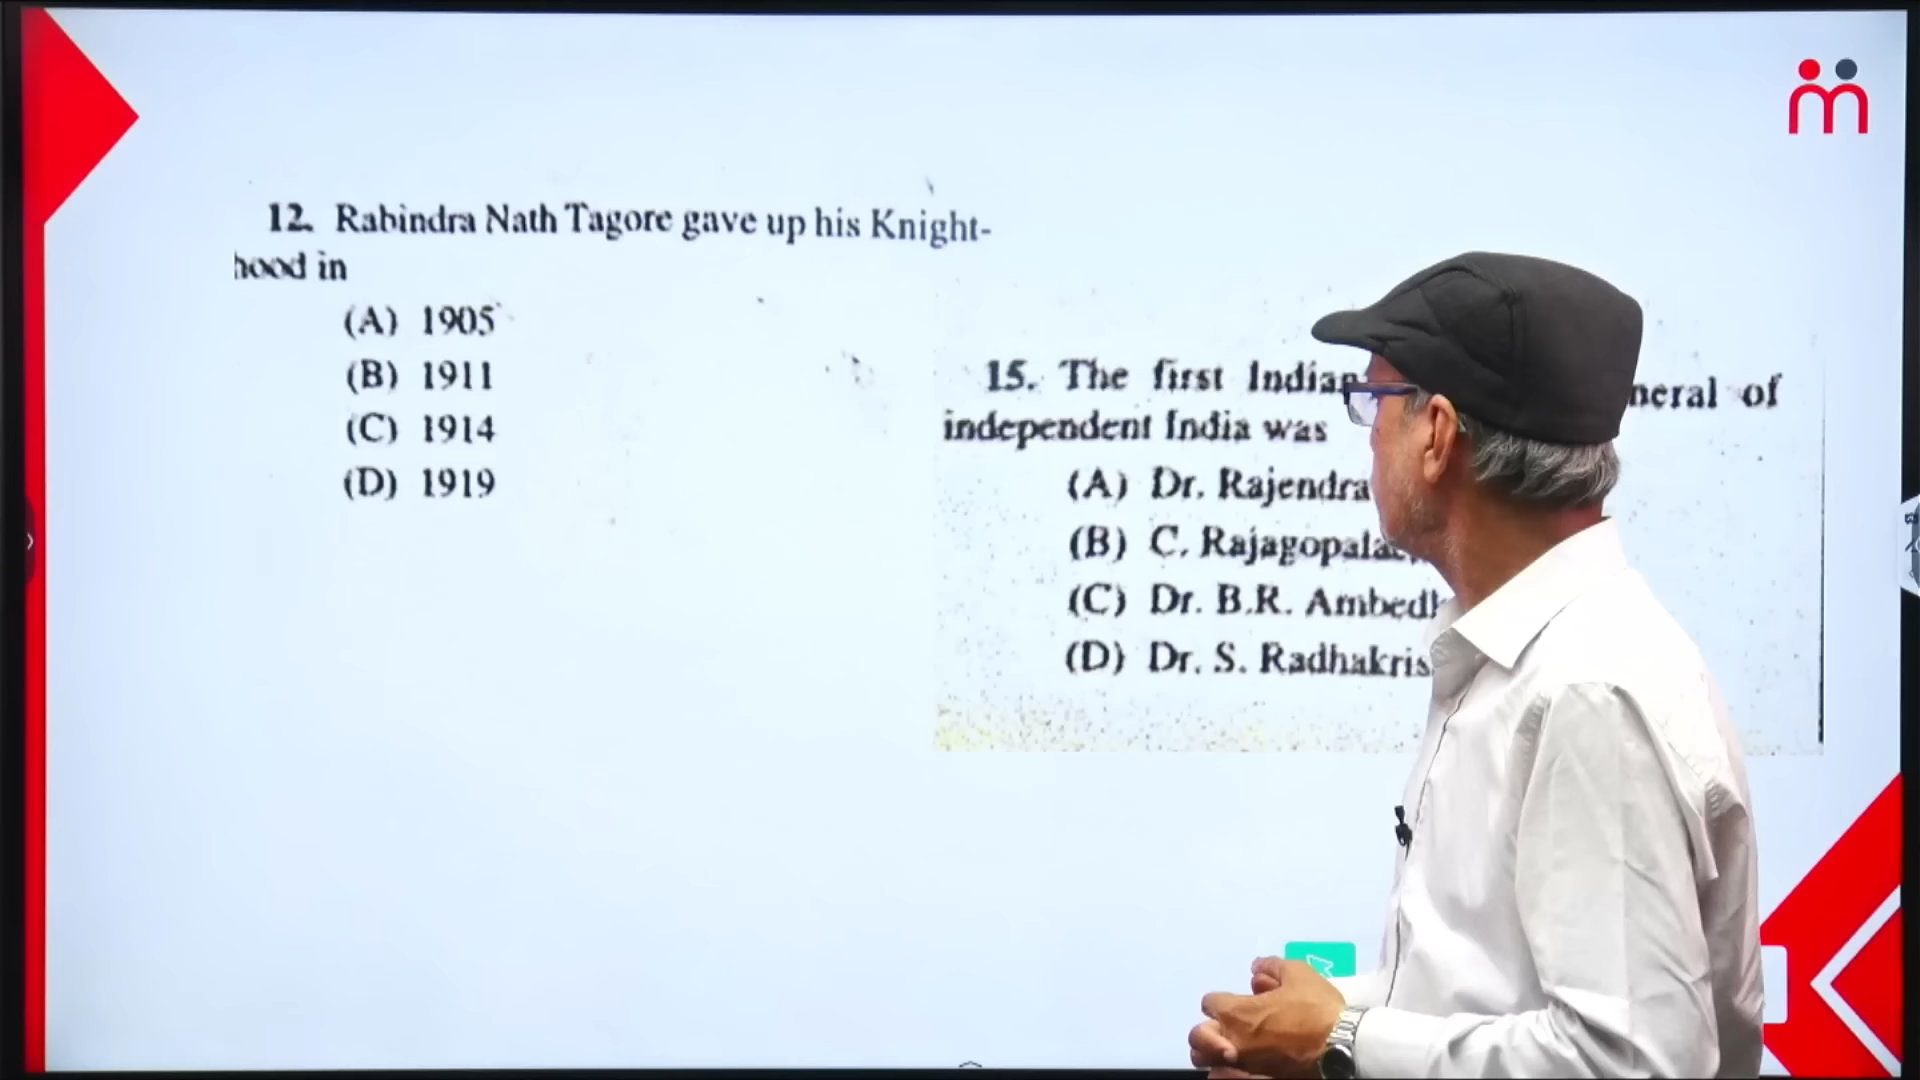 12. Rabindra Nath Tagore gave up his Knight-
hood in
(A) 1905
(B) 1911
(C) 1914
(D) 1919
15. The first Indian neral of
independent India was
(A) Dr. Rajendra
(B) C. Rajagopala
(C) Dr. B.R. Ambed
(D) Dr. S. Radhakris